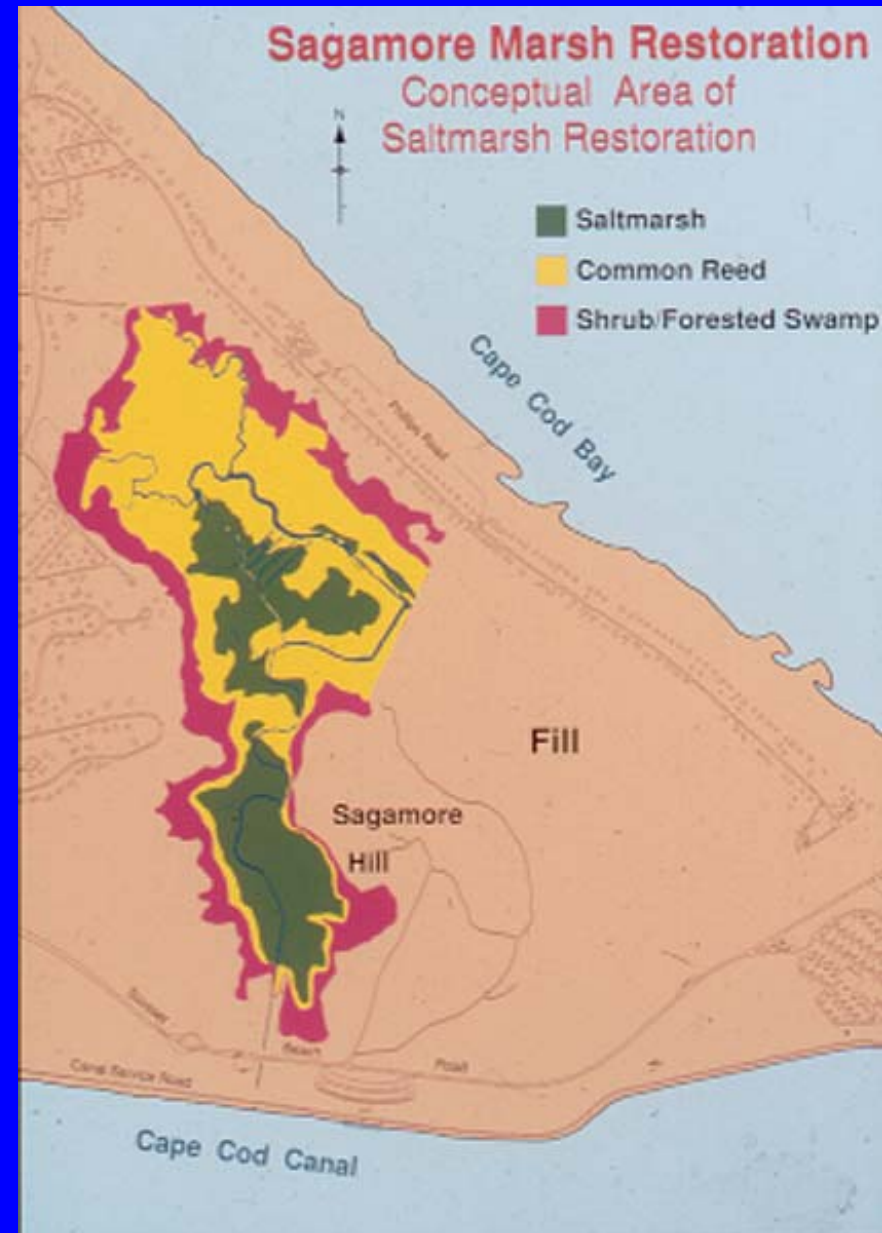 Sagamore Marsh Restoration
Conceptual Area of
Saltmarsh Restoration
N
Saltmarsh
Common Reed
Shrub/Forested Swamp
Cape Cod Bay
Phillips Road
Fill
Sagamore
Hill
Beach
Road
Canal Service Road
Cape Cod Canal